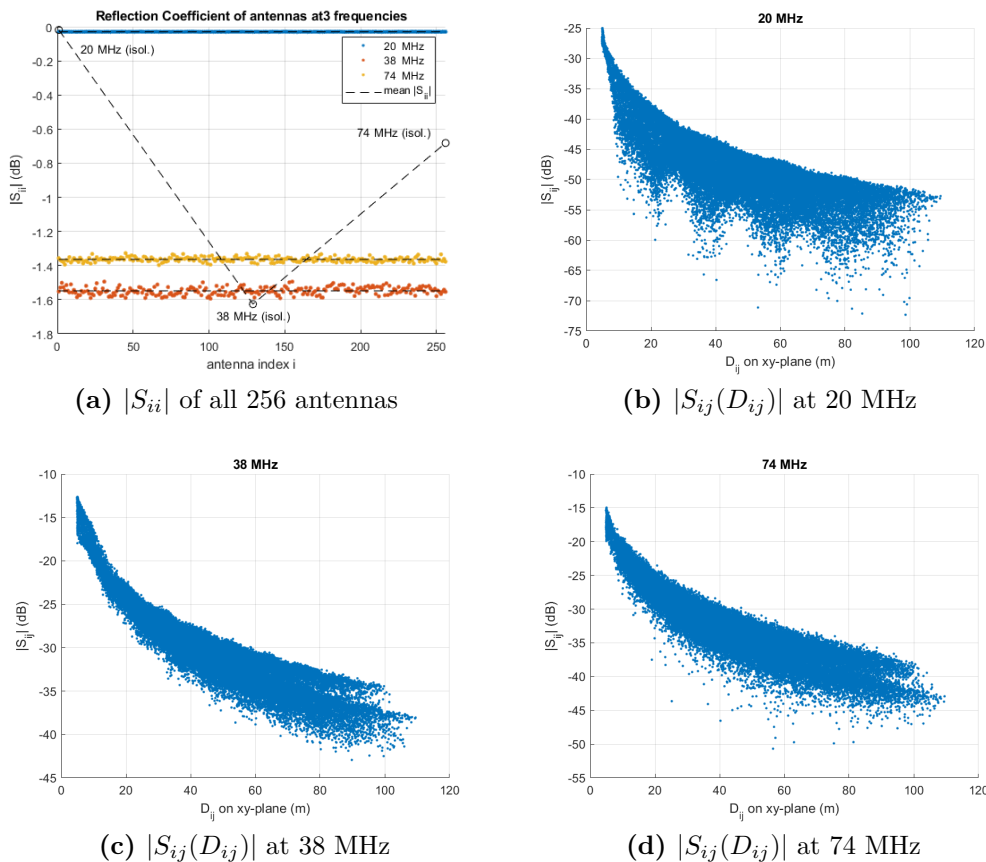 Reflection Coefficient of antennas at3 frequencies
0
-0.2
-0.4
-0.6
-0.8
-1
-1.2
-1.4
-1.6
-1.8
|S_ii| (dB)
20 MHz (isol.)
74 MHz (isol.)
38 MHz (isol.)
20 MHz
38 MHz
74 MHz
mean |S_ii|
0 50 100 150 200 250
antenna index i
(a) |S_ii| of all 256 antennas
20 MHz
-25
-30
-35
-40
-45
-50
-55
-60
-65
-70
-75
|S_ij| (dB)
0 20 40 60 80 100 120
D_ij on xy-plane (m)
(b) |S_ij(D_ij)| at 20 MHz
38 MHz
-10
-15
-20
-25
-30
-35
-40
-45
|S_ij| (dB)
0 20 40 60 80 100 120
D_ij on xy-plane (m)
(c) |S_ij(D_ij)| at 38 MHz
74 MHz
-10
-15
-20
-25
-30
-35
-40
-45
-50
-55
|S_ij| (dB)
0 20 40 60 80 100 120
D_ij on xy-plane (m)
(d) |S_ij(D_ij)| at 74 MHz